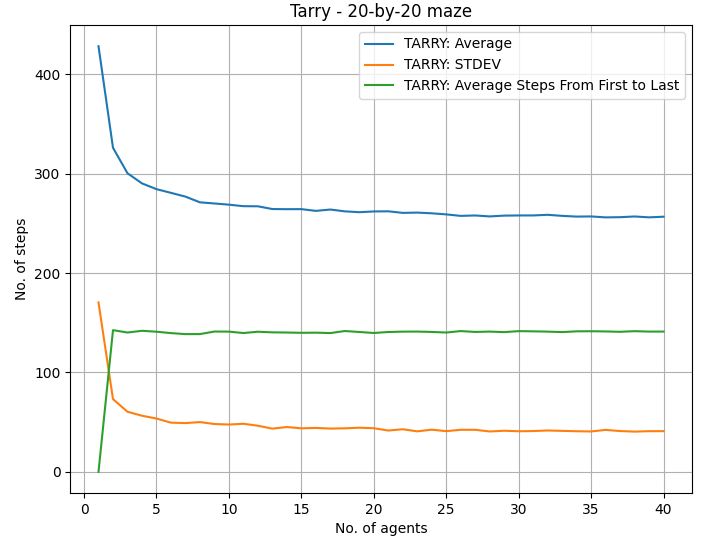 Tarry - 20-by-20 maze
TARRY: Average
TARRY: STDEV
TARRY: Average Steps From First to Last
No. of steps
400
300
200
100
0
0 5 10 15 20 25 30 35 40
No. of agents